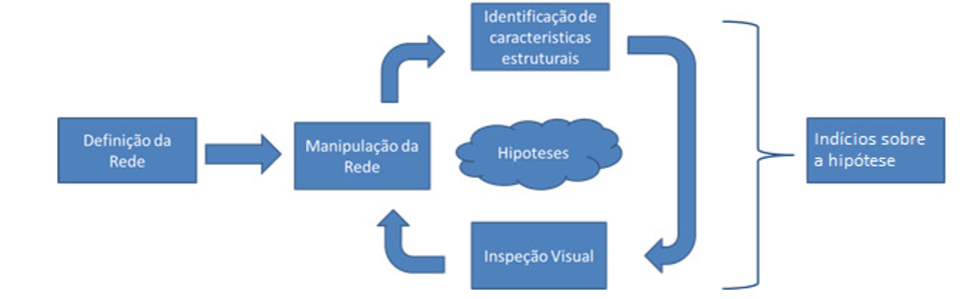 Definição da
Rede
Manipulação da
Rede
Identificação de
caracteristicas
estruturais
Hipoteses
Inspeção Visual
Indícios sobre
a hipótese